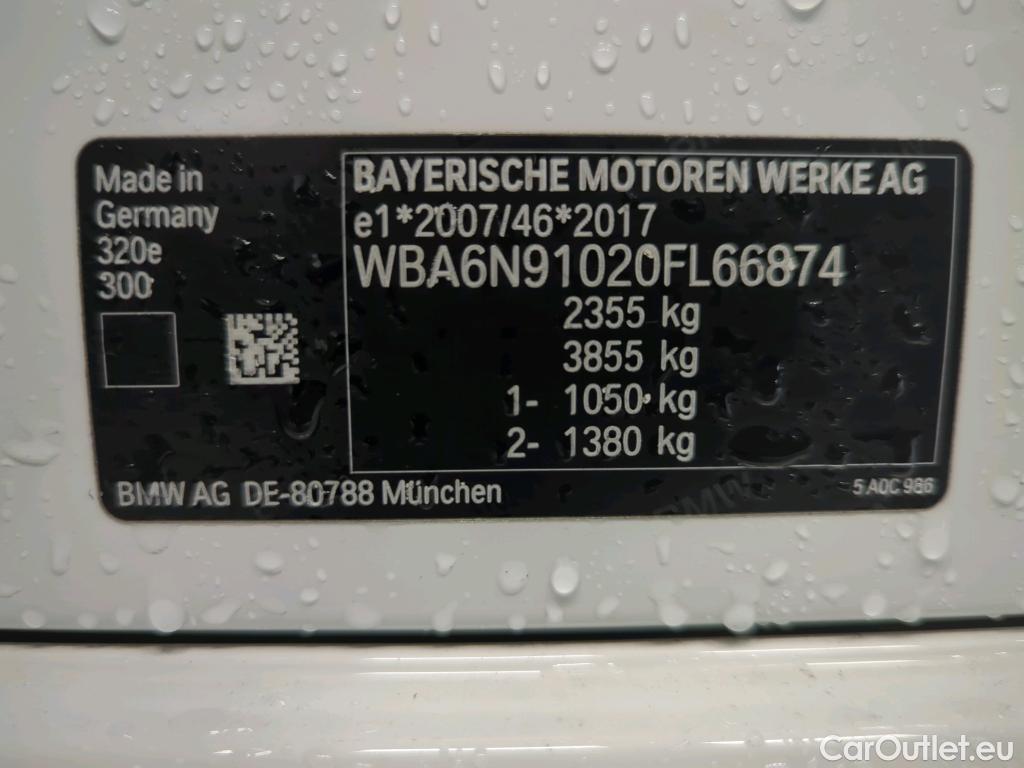 Made in
Germany
320e
300
BAYERISCHE MOTOREN WERKE AG
e1*2007/46*2017
WBA6N91020FL66874
2355 kg
3855 kg
1- 1050 kg
2- 1380 kg
BMW AG DE-80788 München
5 A0C 986
CarOutlet.eu